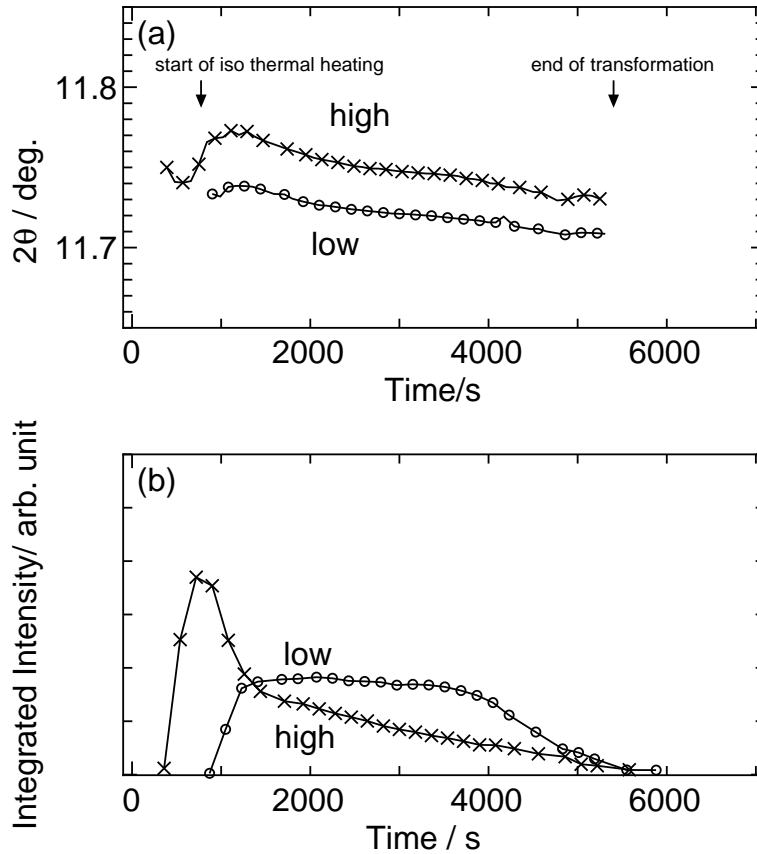 (a)
start of iso thermal heating
end of transformation
11.8
high
2θ / deg.
11.7
low
0 2000 4000 6000
Time/s
(b)
Integrated Intensity/ arb. unit
low
high
0 2000 4000 6000
Time / s